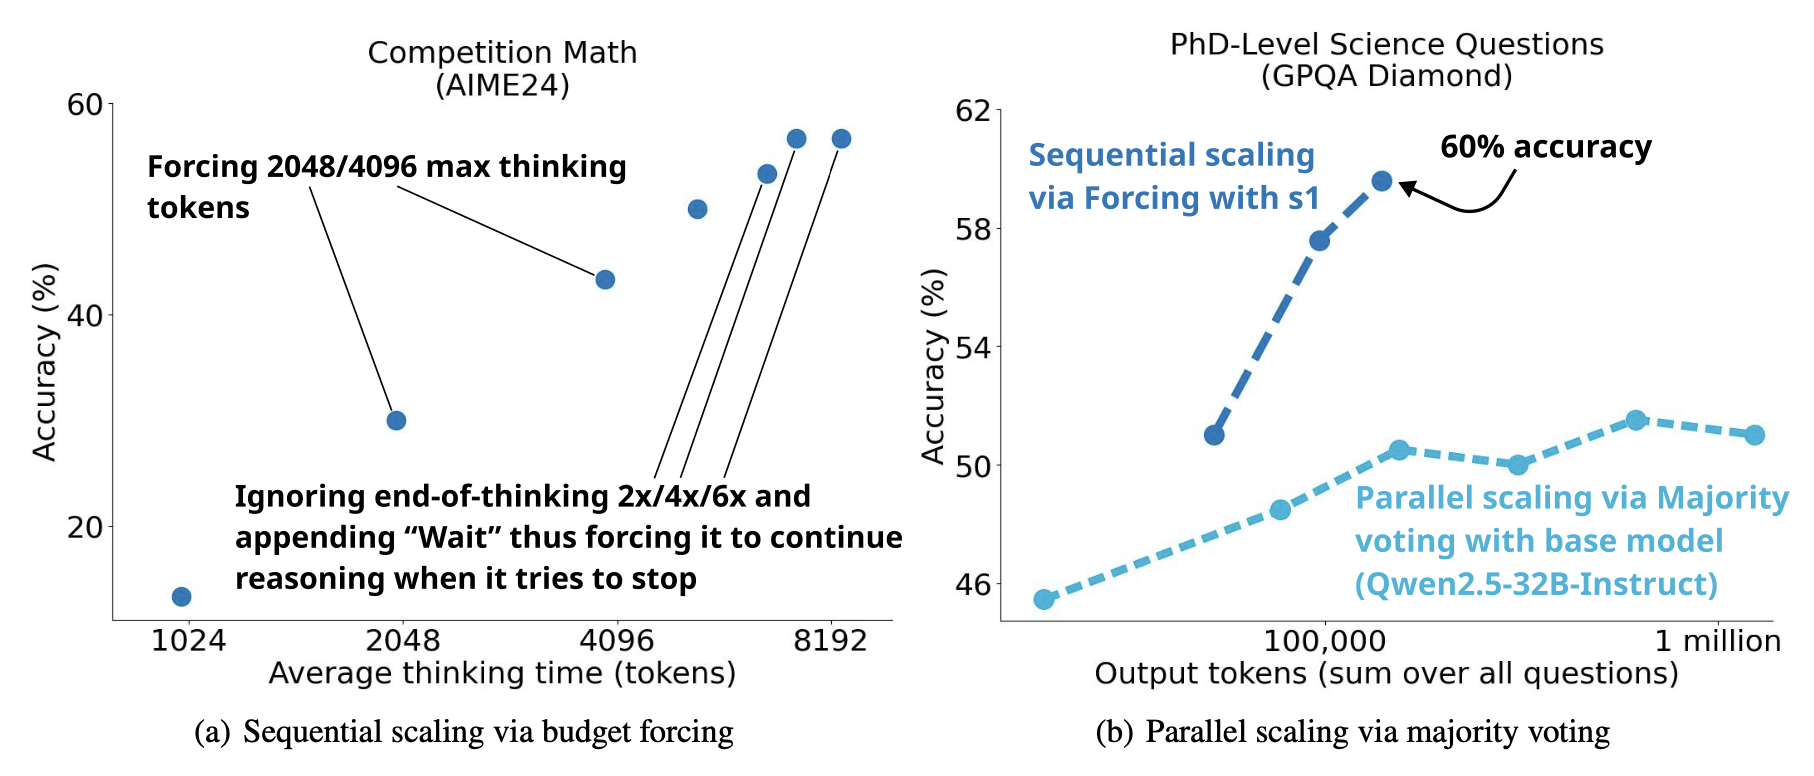 Competition Math
(AIME24)
60
40
20
Accuracy (%)
Forcing 2048/4096 max thinking
tokens
Ignoring end-of-thinking 2x/4x/6x and
appending “Wait” thus forcing it to continue
reasoning when it tries to stop
1024 2048 4096 8192
Average thinking time (tokens)
(a) Sequential scaling via budget forcing
PhD-Level Science Questions
(GPQA Diamond)
62
58
54
50
46
Accuracy (%)
Sequential scaling
via Forcing with s1
60% accuracy
Parallel scaling via Majority
voting with base model
(Qwen2.5-32B-Instruct)
100,000 1 million
Output tokens (sum over all questions)
(b) Parallel scaling via majority voting